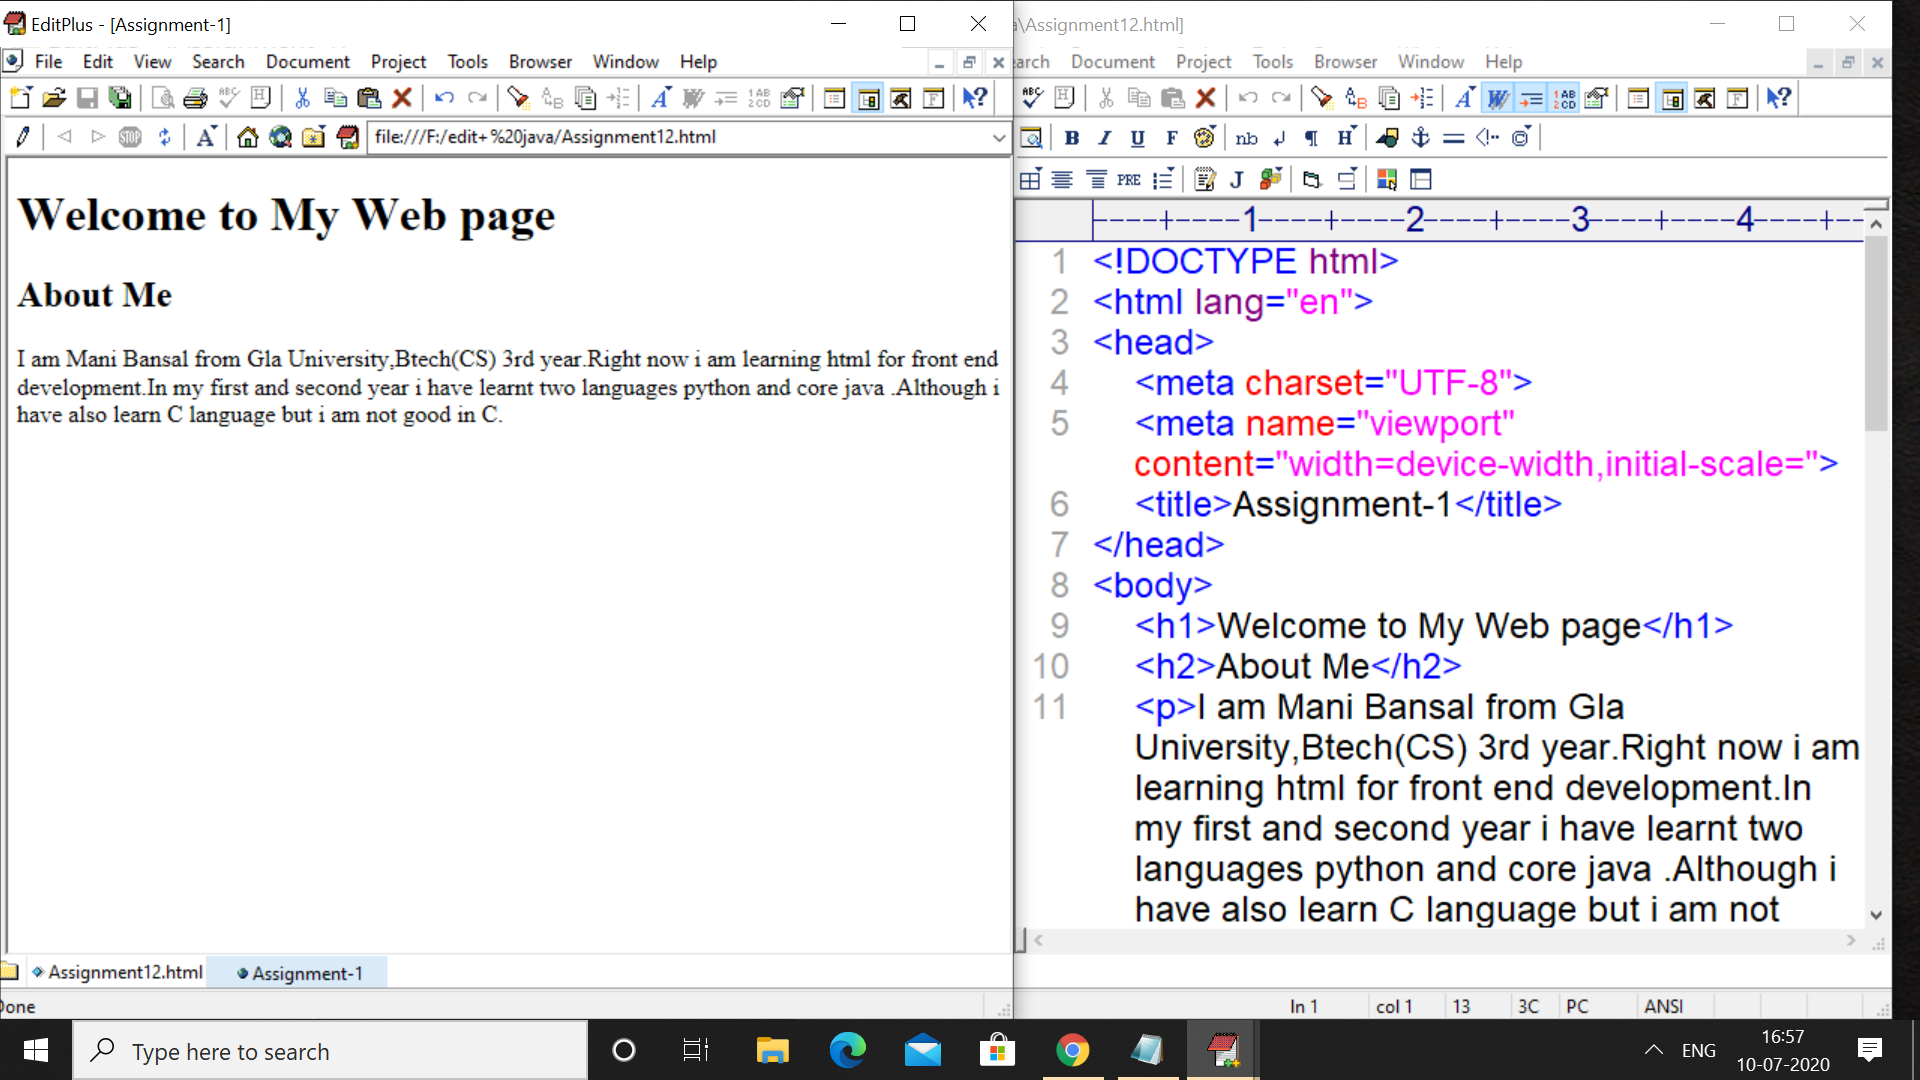 EditPlus - [Assignment-1]
File Edit View Search Document Project Tools Browser Window Help
file:///F:/edit+%20java/Assignment12.html
Welcome to My Web page
About Me
I am Mani Bansal from Gla University,Btech(CS) 3rd year.Right now i am learning html for front end
development.In my first and second year i have learnt two languages python and core java .Although i
have also learn C language but i am not good in C.
Assignment12.html Assignment-1
Done
a\Assignment12.html]
earch Document Project Tools Browser Window Help
B I U F nb H
PRE J
----+----1----+----2----+----3----+----4----+--
1 <!DOCTYPE html>
2 <html lang="en">
3 <head>
4 <meta charset="UTF-8">
5 <meta name="viewport"
content="width=device-width,initial-scale=">
6 <title>Assignment-1</title>
7 </head>
8 <body>
9 <h1>Welcome to My Web page</h1>
10 <h2>About Me</h2>
11 <p>I am Mani Bansal from Gla
University,Btech(CS) 3rd year.Right now i am
learning html for front end development.In
my first and second year i have learnt two
languages python and core java .Although i
have also learn C language but i am not
ln 1 col 1 13 3C PC ANSI
Type here to search
ENG
16:57
10-07-2020